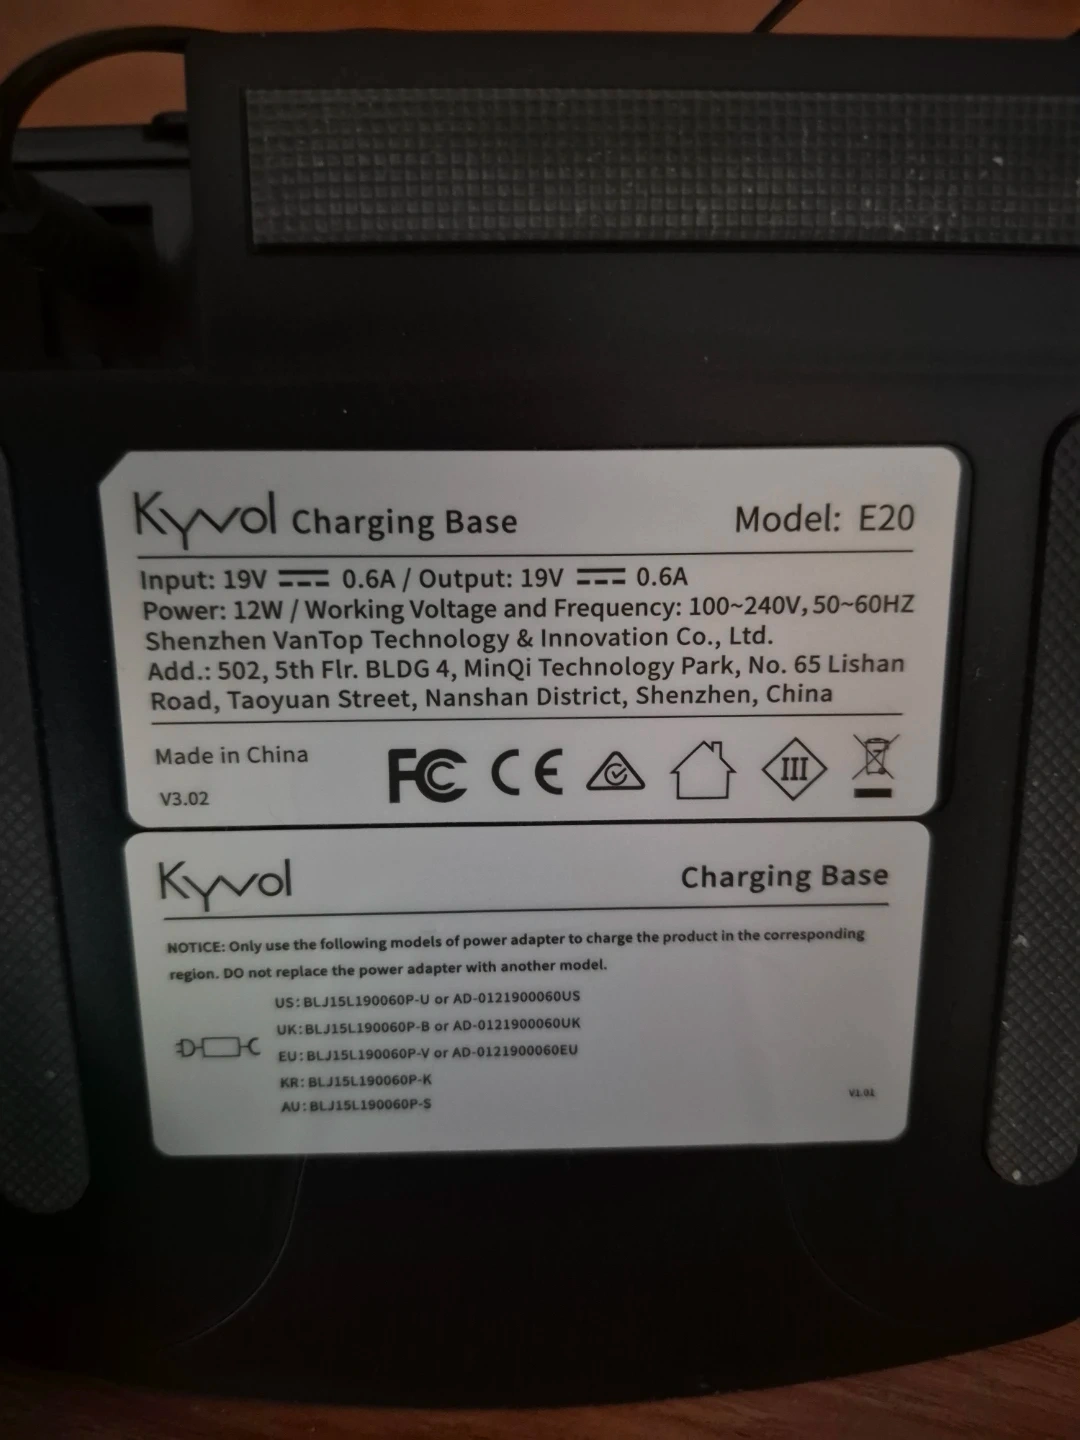 Kyvol Charging Base Model: E20
Input: 19V ⎓ 0.6A / Output: 19V ⎓ 0.6A
Power: 12W / Working Voltage and Frequency: 100~240V, 50~60HZ
Shenzhen VanTop Technology & Innovation Co., Ltd.
Add.: 502, 5th Flr. BLDG 4, MinQi Technology Park, No. 65 Lishan
Road, Taoyuan Street, Nanshan District, Shenzhen, China
Made in China
FC CE III
V3.02
Kyvol Charging Base
NOTICE: Only use the following models of power adapter to charge the product in the corresponding
region. DO not replace the power adapter with another model.
US: BLJ15L190060P-U or AD-0121900060US
UK: BLJ15L190060P-B or AD-0121900060UK
EU: BLJ15L190060P-V or AD-0121900060EU
KR: BLJ15L190060P-K
AU: BLJ15L190060P-S